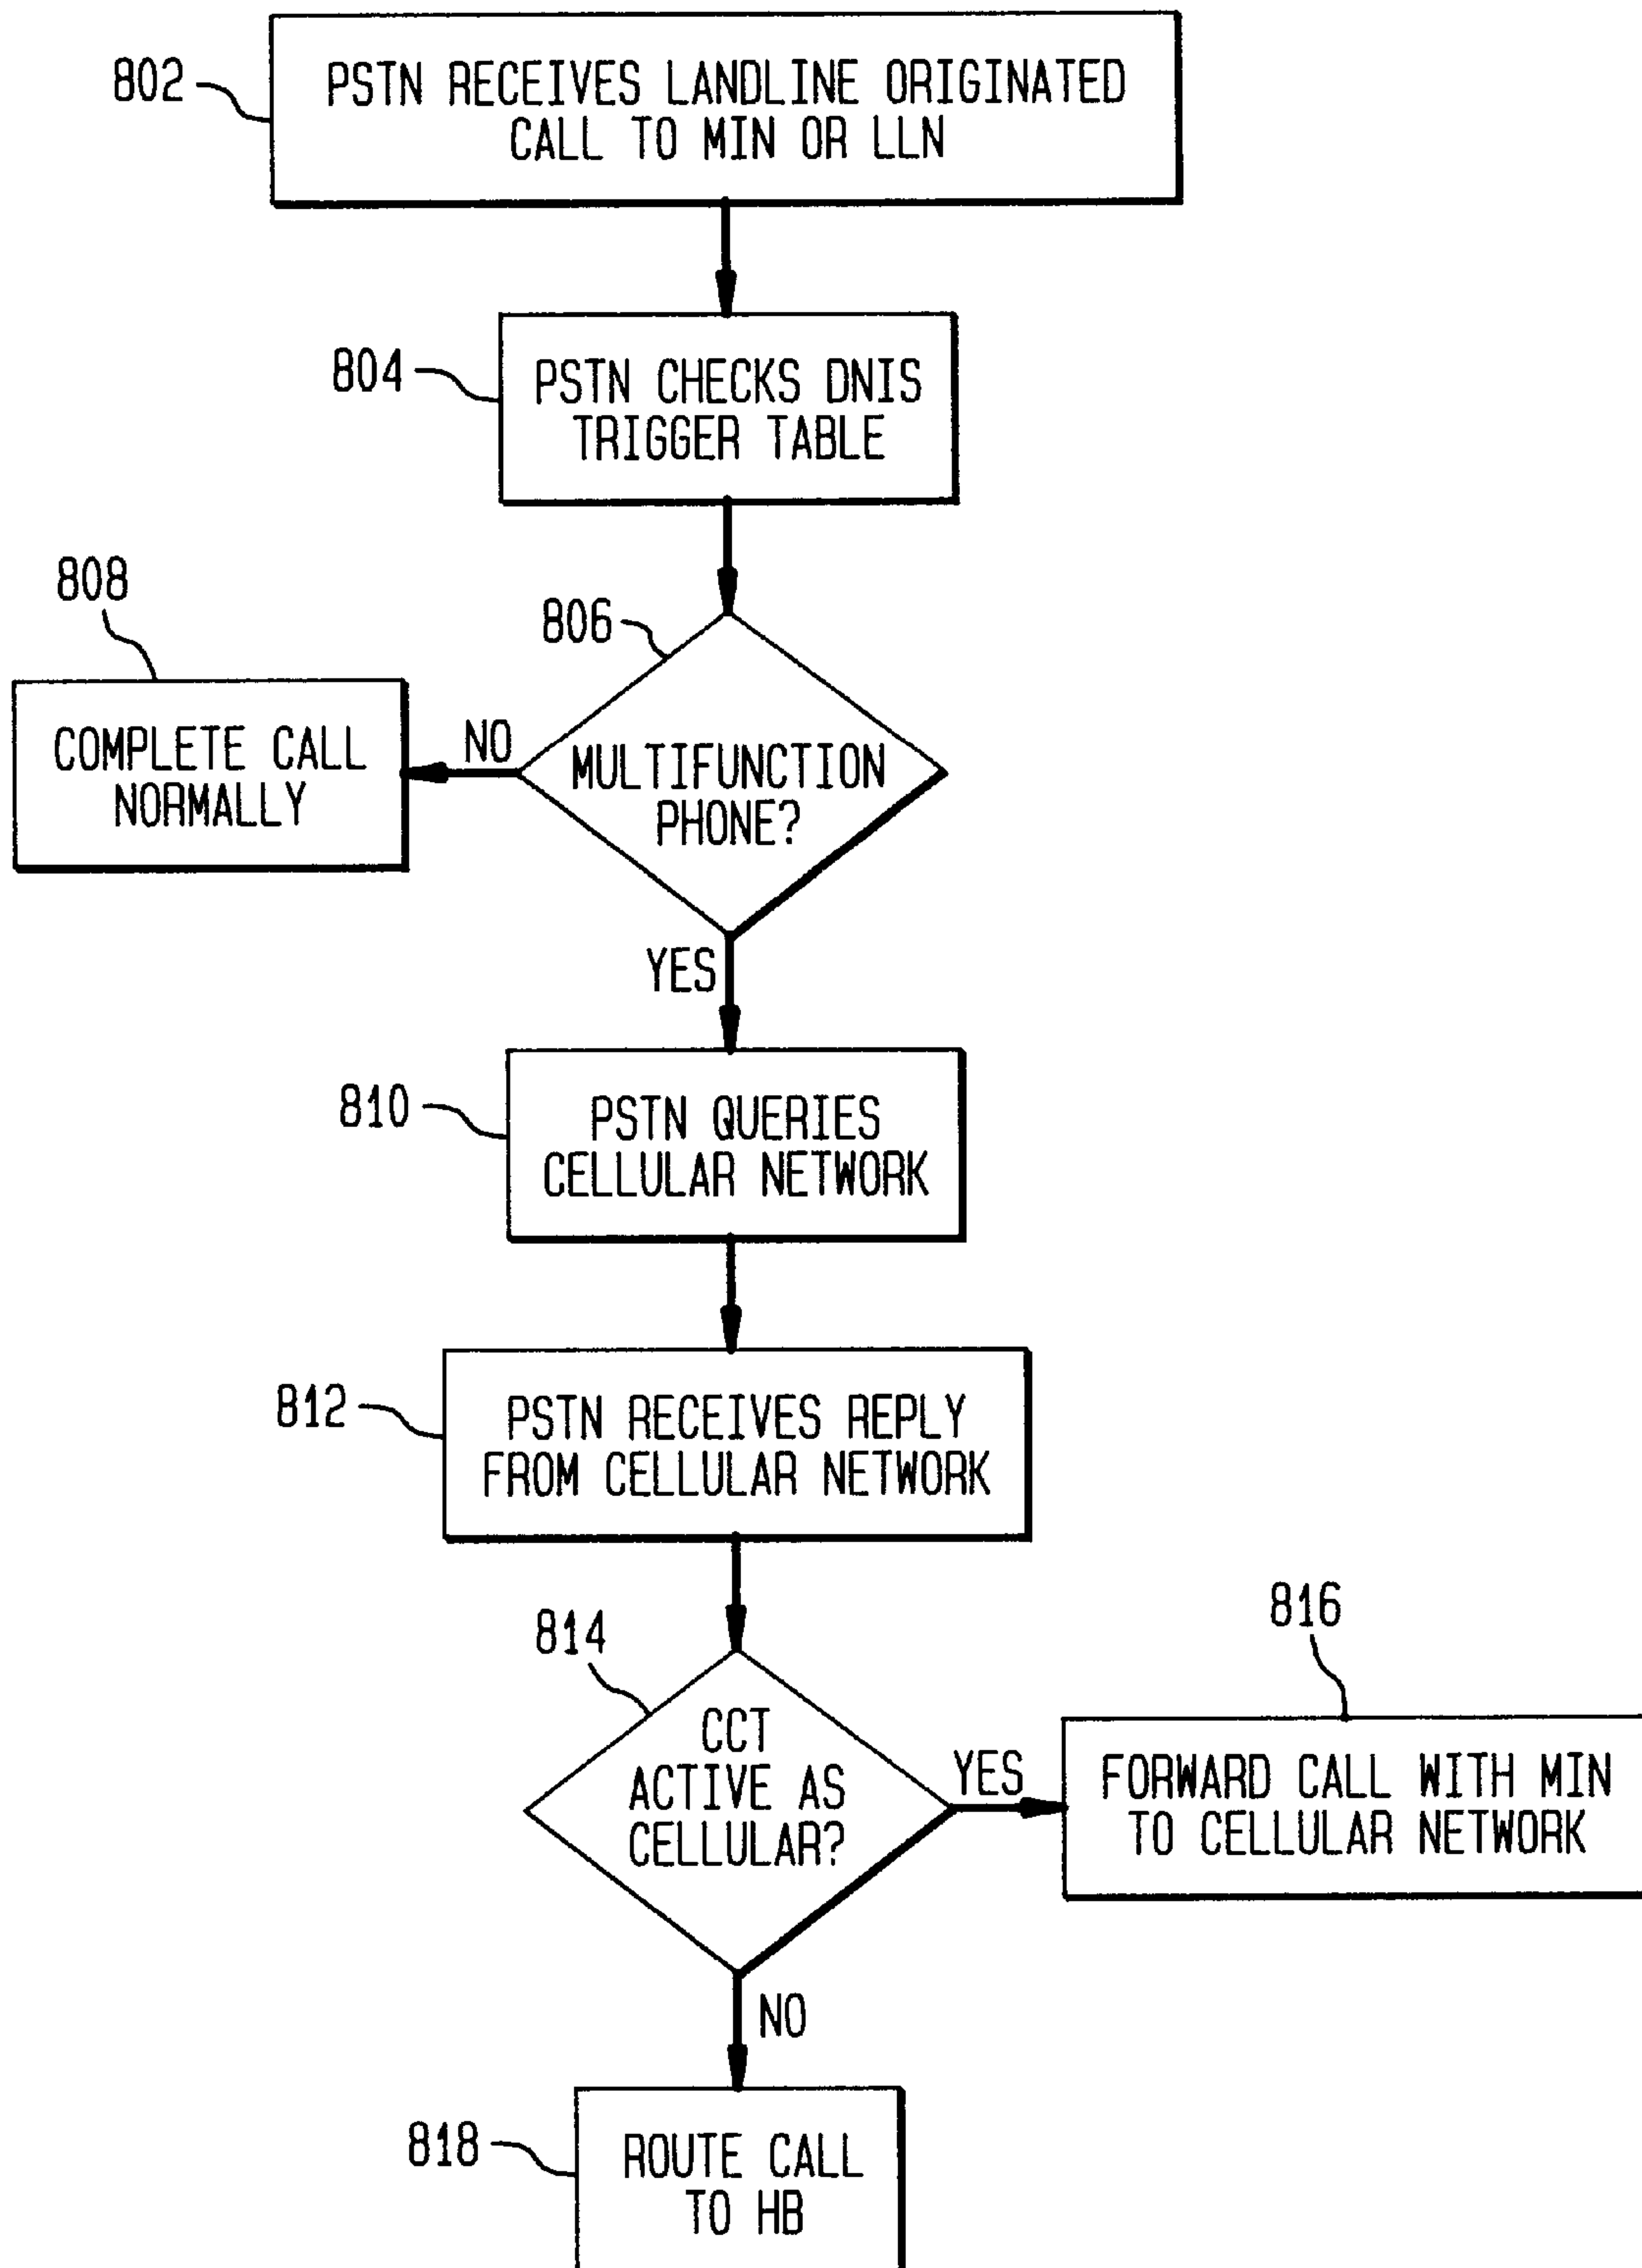 802
PSTN RECEIVES LANDLINE ORIGINATED
CALL TO MIN OR LLN
804
PSTN CHECKS DNIS
TRIGGER TABLE
806
MULTIFUNCTION
PHONE?
NO
808
COMPLETE CALL
NORMALLY
YES
810
PSTN QUERIES
CELLULAR NETWORK
812
PSTN RECEIVES REPLY
FROM CELLULAR NETWORK
814
CCT
ACTIVE AS
CELLULAR?
YES
816
FORWARD CALL WITH MIN
TO CELLULAR NETWORK
NO
818
ROUTE CALL
TO HB